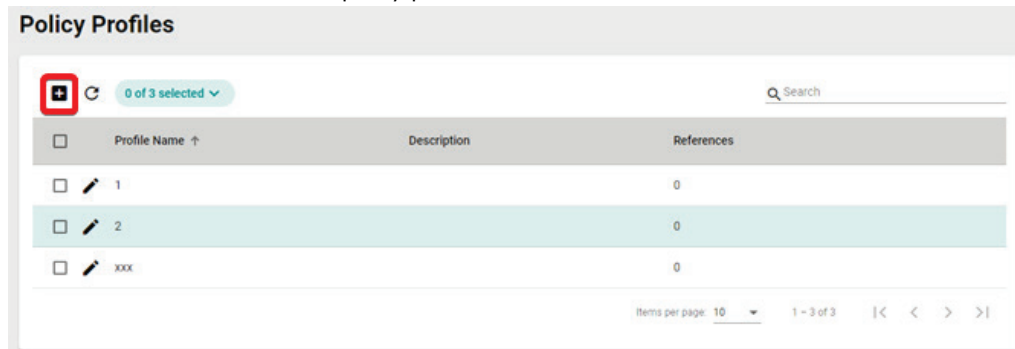 Policy Profiles
0 of 3 selected
Search
Profile Name ↑ Description References
1 0
2 0
xxx 0
Items per page: 10 1 – 3 of 3 |< < > >|